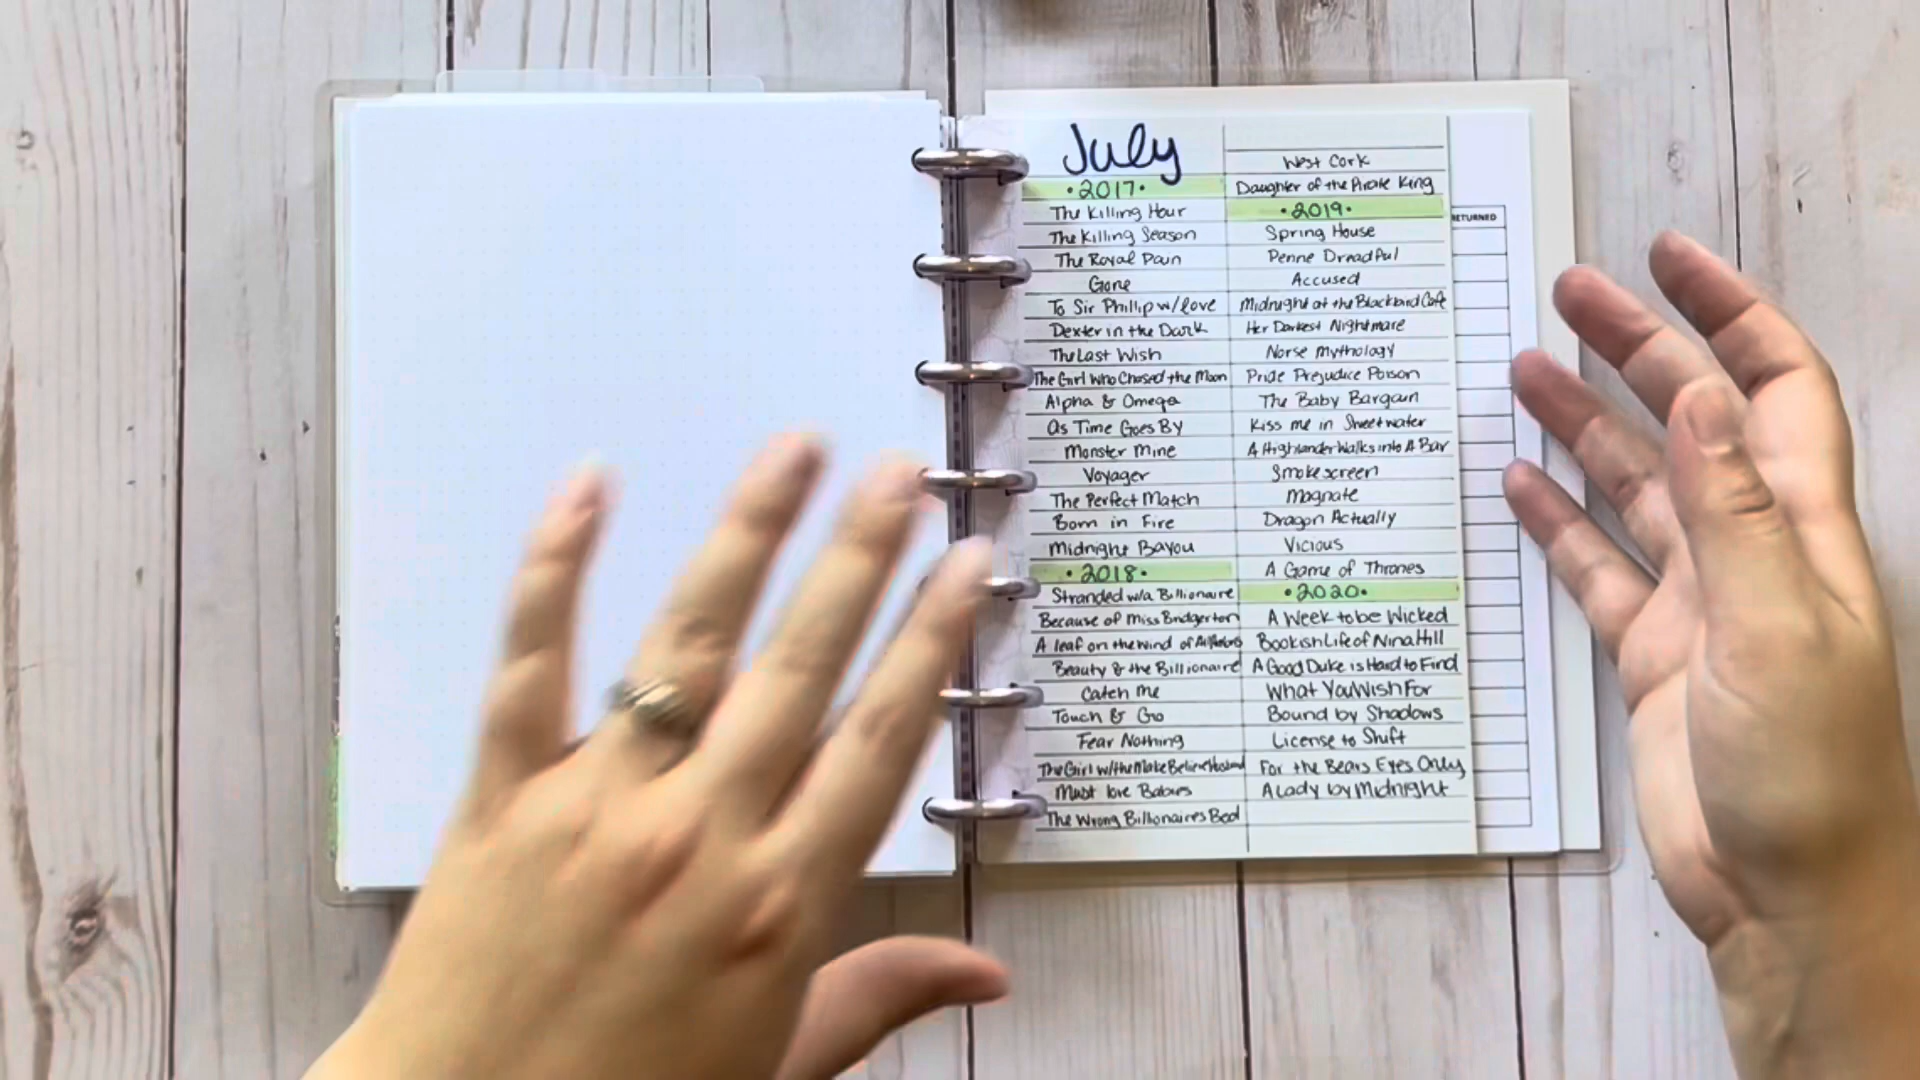 July
• 2017 •
The Killing Hour
The Killing Season
The Royal Pain
Gone
To Sir Phillip w/love
Dexter in the Dark
The Last Wish
The Girl Who Chased the Moon
Alpha & Omega
As Time Goes By
Monster Mine
Voyager
The Perfect Match
Born in Fire
Midnight Bayou
• 2018 •
Stranded w/a Billionaire
Because of Miss Bridgerton
A leaf on the wind of All Hallows
Beauty & the Billionaire
Catch Me
Touch & Go
Fear Nothing
The Girl w/the Make Believe Husband
Must love Babies
The Wrong Billionaires Bed
West Cork
Daughter of the Pirate King
• 2019 •
Spring House
Penne Dreadful
Accused
Midnight at the Blackbird Cafe
Her Darkest Nightmare
Norse Mythology
Pride Prejudice Poison
The Baby Bargain
Kiss me in Sweetwater
A Highlander Walks into A Bar
Smokescreen
Magnate
Dragon Actually
Vicious
A Game of Thrones
• 2020 •
A Week to be Wicked
Bookish Life of Nina Hill
A Good Duke is Hard to Find
What You Wish For
Bound by Shadows
License to Shift
For the Bears Eyes Only
A Lady by Midnight
RETURNED